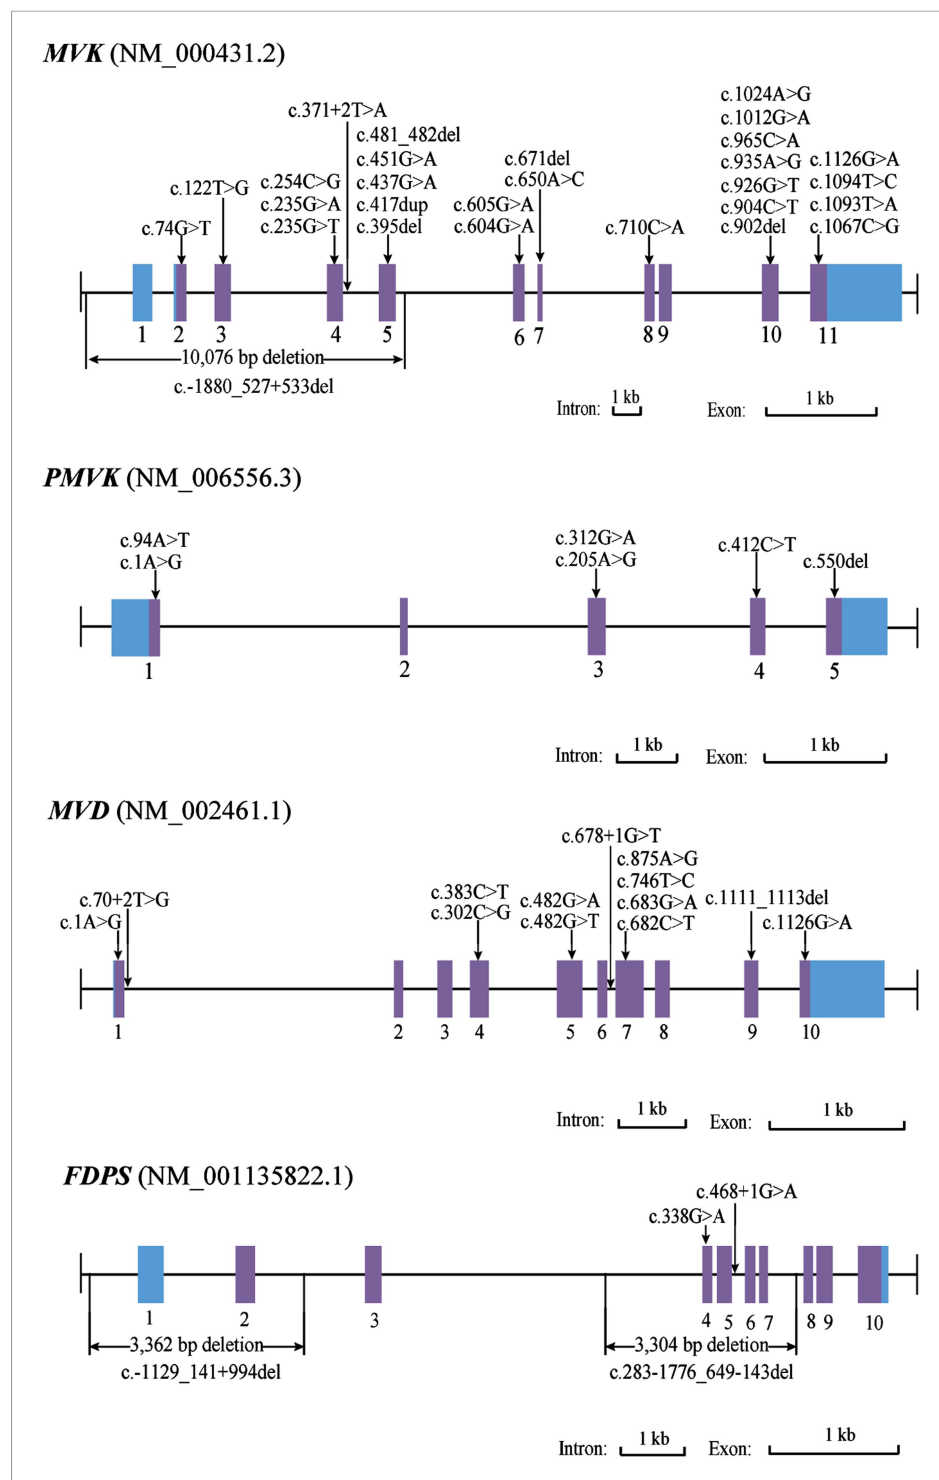 MVK (NM_000431.2)
c.371+2T>A
c.1024A>G
c.1012G>A
c.965C>A
c.935A>G
c.926G>T
c.904C>T
c.902del
c.481_482del
c.451G>A
c.437G>A
c.417dup
c.395del
c.671del
c.650A>C
c.1126G>A
c.1094T>C
c.1093T>A
c.1067C>G
c.122T>G
c.254C>G
c.235G>A
c.235G>T
c.605G>A
c.604G>A
c.74G>T
c.710C>A
1 2 3 4 5 6 7 8 9 10 11
10,076 bp deletion
c.-1880_527+533del
Intron: 1 kb Exon: 1 kb
PMVK (NM_006556.3)
c.94A>T
c.1A>G
c.312G>A
c.205A>G
c.412C>T
c.550del
1 2 3 4 5
Intron: 1 kb Exon: 1 kb
MVD (NM_002461.1)
c.678+1G>T
c.875A>G
c.746T>C
c.683G>A
c.682C>T
c.70+2T>G
c.1A>G
c.383C>T
c.302C>G
c.482G>A
c.482G>T
c.1111_1113del
c.1126G>A
1 2 3 4 5 6 7 8 9 10
Intron: 1 kb Exon: 1 kb
FDPS (NM_001135822.1)
c.468+1G>A
c.338G>A
1 2 3 4 5 6 7 8 9 10
3,362 bp deletion 3,304 bp deletion
c.-1129_141+994del c.283-1776_649-143del
Intron: 1 kb Exon: 1 kb